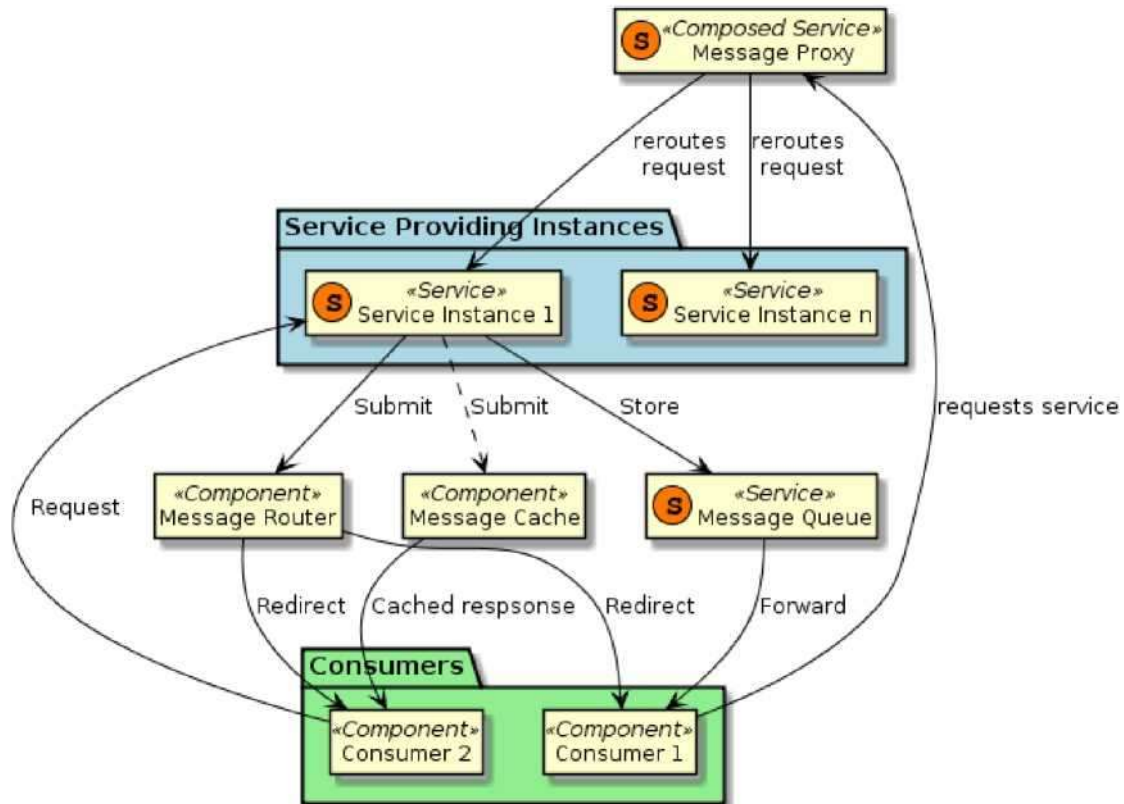 S «Composed Service»
Message Proxy
reroutes
request
reroutes
request
Service Providing Instances
S «Service»
Service Instance 1
S «Service»
Service Instance n
Submit
Submit
Store
requests service
«Component»
Message Router
«Component»
Message Cache
S «Service»
Message Queue
Request
Redirect
Cached respsonse
Redirect
Forward
Consumers
«Component»
Consumer 2
«Component»
Consumer 1